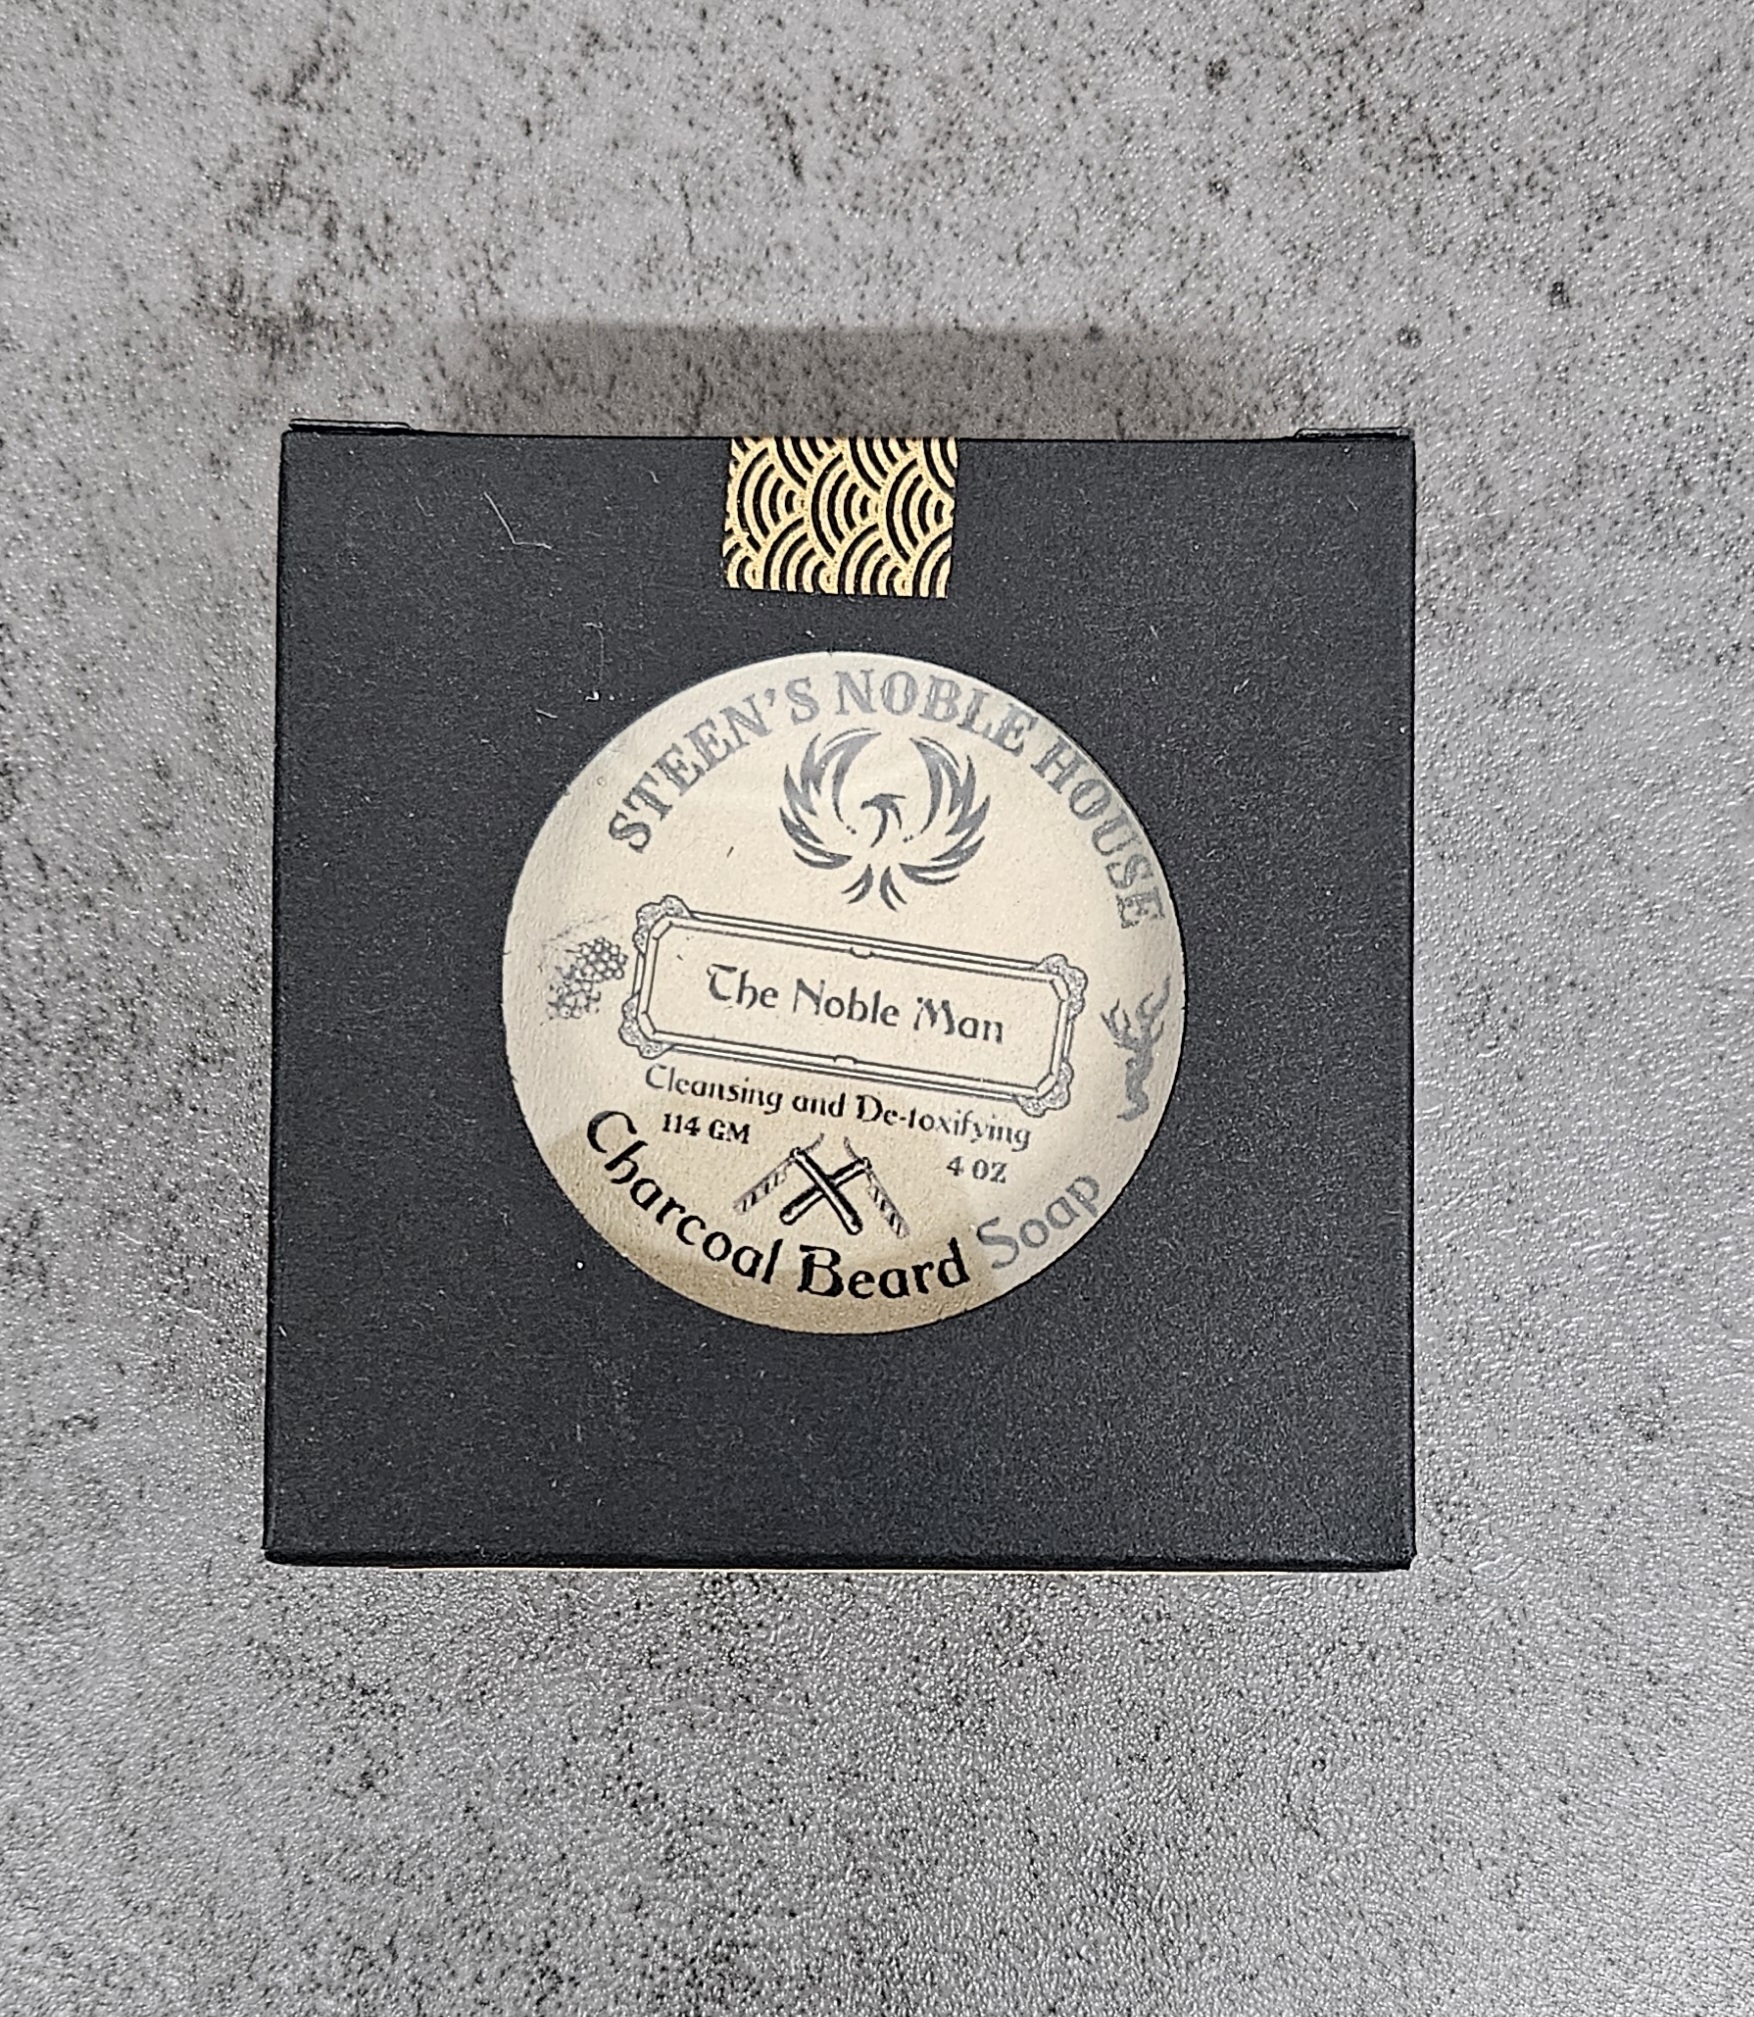 STEEN'S NOBLE HOUSE
The Noble Man
Cleansing and De-toxifying
114 GM
4 OZ
Charcoal Beard Soap